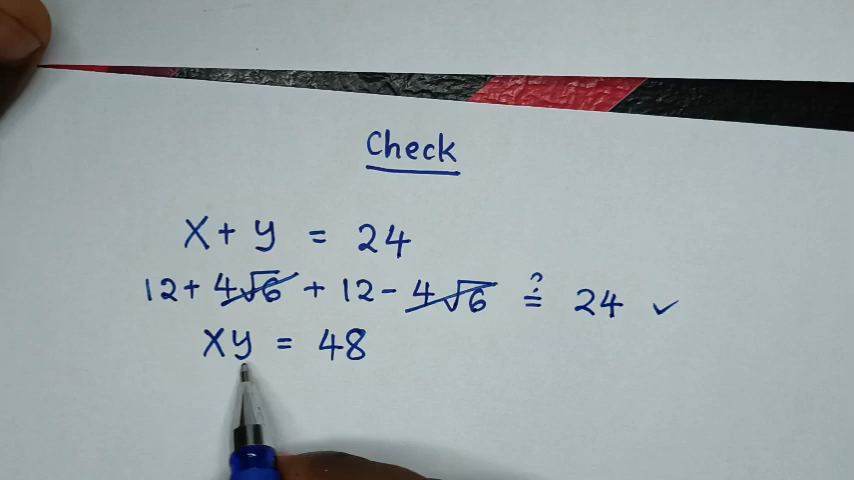 Check
x + y = 24
12 + 4√6 + 12 - 4√6 ≟ 24 ✓
xy = 48